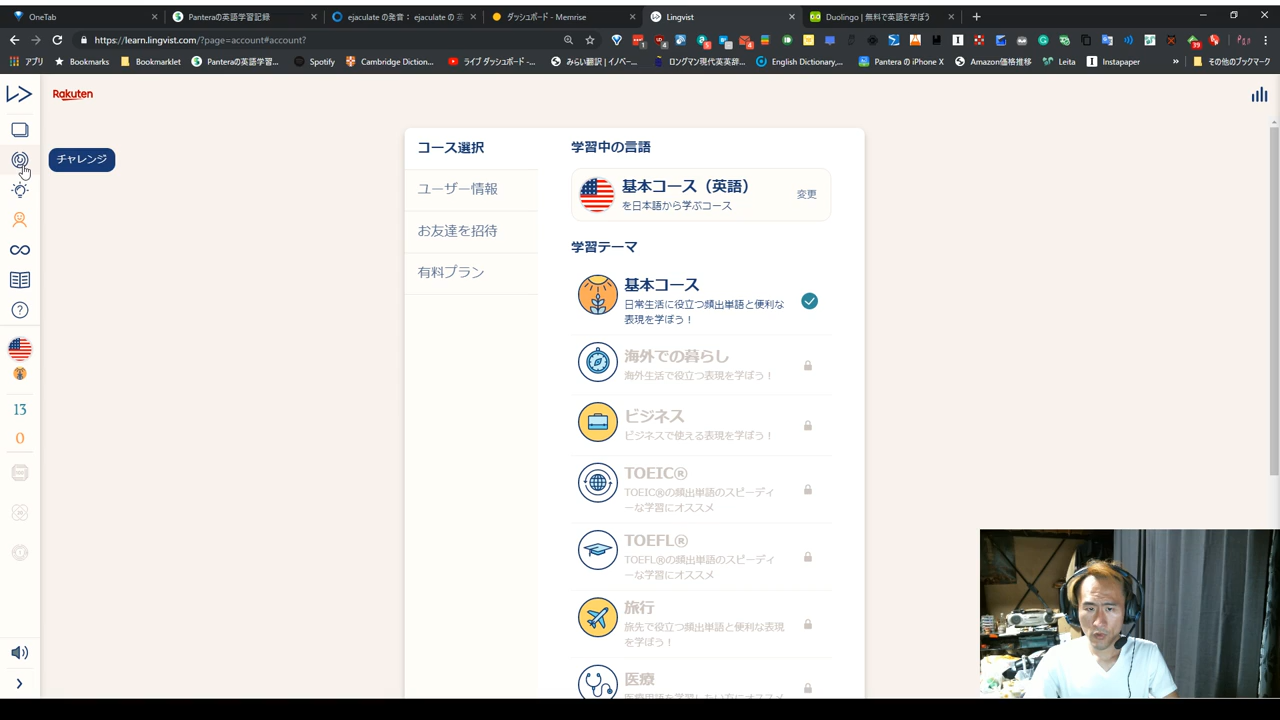 OneTab
Panteraの英語学習記録
ejaculate の発音： ejaculate の
ダッシュボード - Memrise
Lingvist
Duolingo | 無料で英語を学ぼう
https://learn.lingvist.com/?page=account#account?
アプリ
Bookmarks
Bookmarklet
Panteraの英語学習...
Spotify
Cambridge Diction...
ライブ ダッシュボード -...
みらい翻訳 | イノベー...
ロングマン現代英英辞...
English Dictionary,...
Pantera の iPhone X
Amazon価格推移
Leita
Instapaper
その他のブックマーク
Rakuten
チャレンジ
コース選択
ユーザー情報
お友達を招待
有料プラン
学習中の言語
基本コース（英語）
を日本語から学ぶコース
変更
学習テーマ
基本コース
日常生活に役立つ頻出単語と便利な
表現を学ぼう！
海外での暮らし
海外生活で役立つ表現を学ぼう！
ビジネス
ビジネスで使える表現を学ぼう！
TOEIC®
TOEIC®の頻出単語のスピーディ
ーな学習にオススメ
TOEFL®
TOEFL®の頻出単語のスピーディ
ーな学習にオススメ
旅行
旅先で役立つ頻出単語と便利な表現
を学ぼう！
医療
13
0